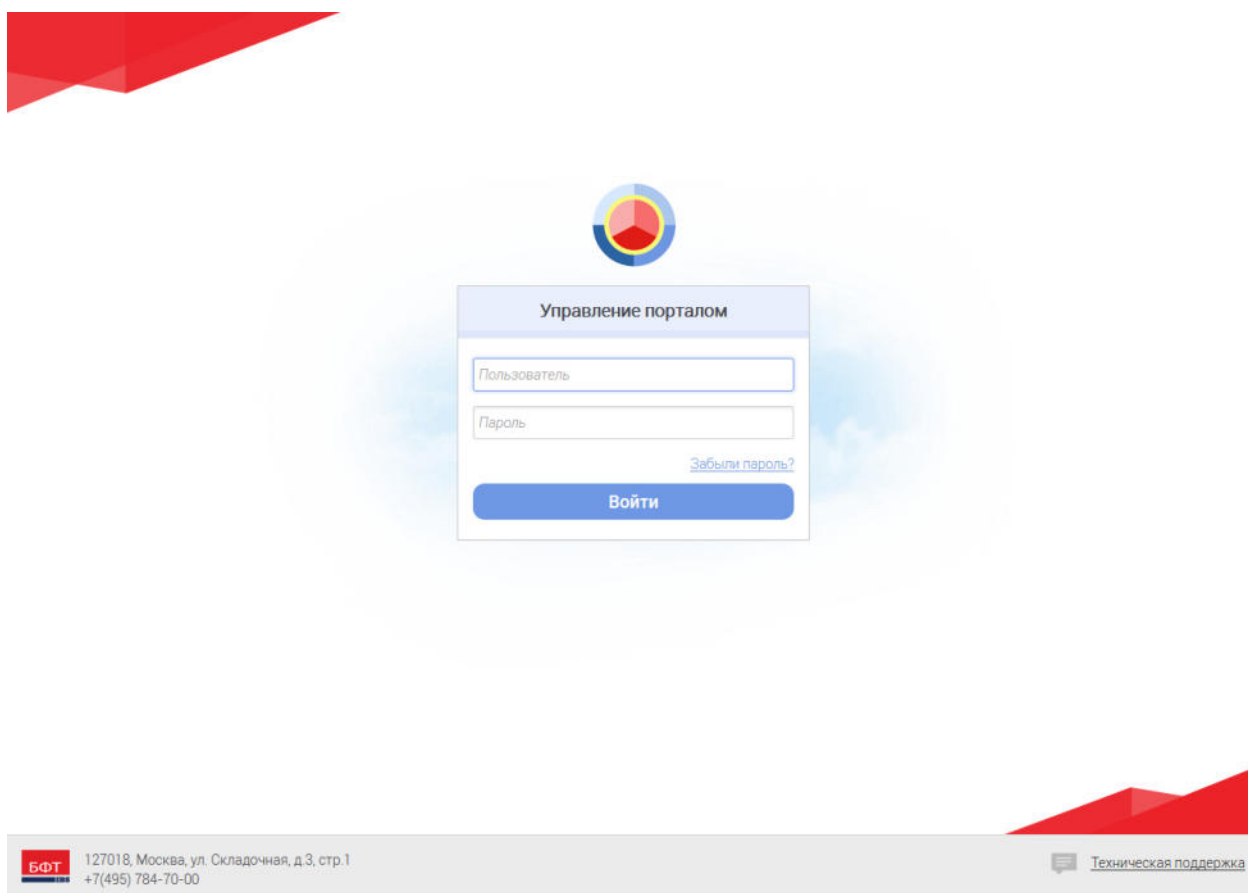 Управление порталом
Пользователь
Пароль
Забыли пароль?
Войти
БФТ
127018, Москва, ул. Складочная, д.3, стр.1
+7(495) 784-70-00
Техническая поддержка